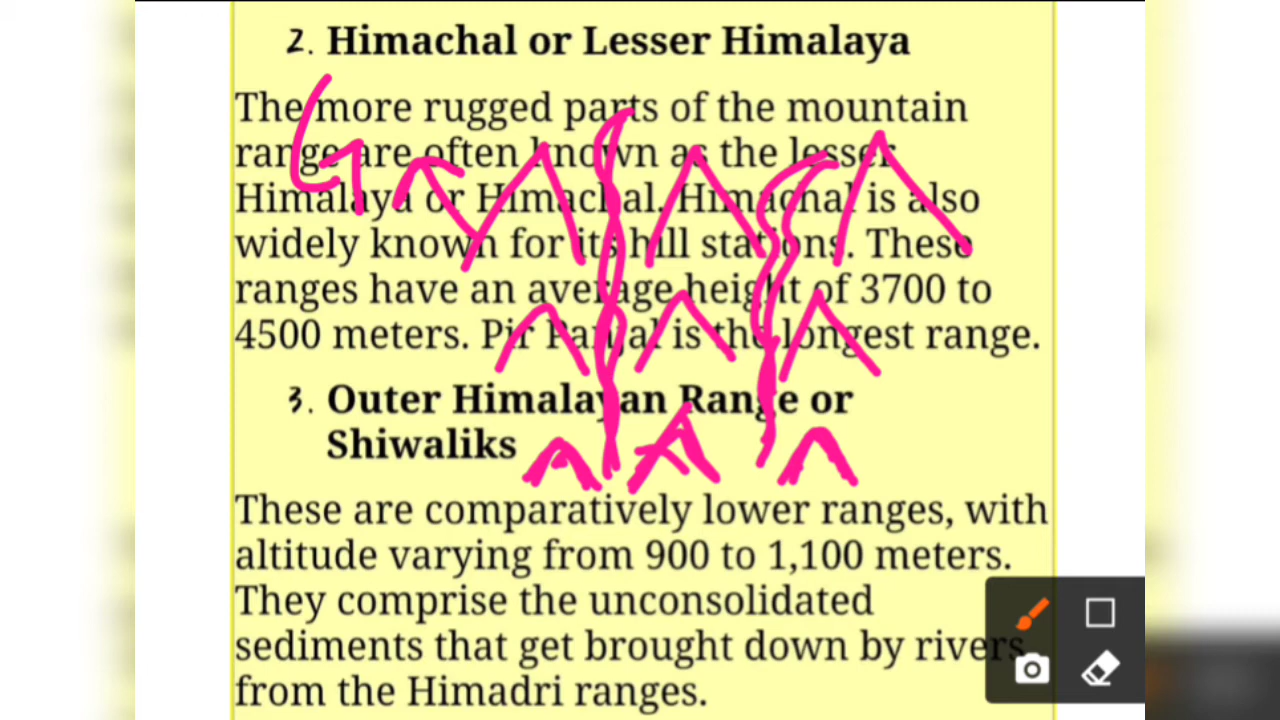 2. Himachal or Lesser Himalaya
The more rugged parts of the mountain
range are often known as the lesser
Himalaya or Himachal. Himachal is also
widely known for its hill stations. These
ranges have an average height of 3700 to
4500 meters. Pir Panjal is the longest range.
3. Outer Himalayan Range or
Shiwaliks
These are comparatively lower ranges, with
altitude varying from 900 to 1,100 meters.
They comprise the unconsolidated
sediments that get brought down by rivers
from the Himadri ranges.